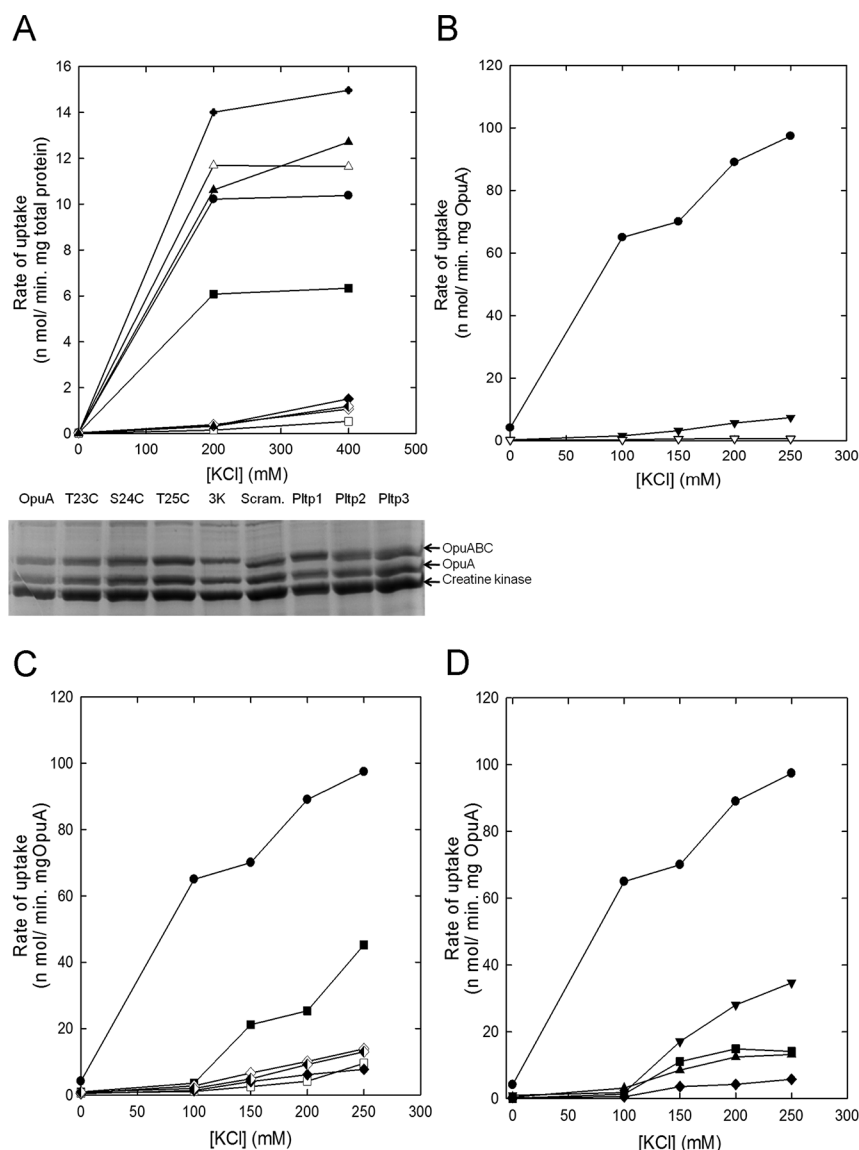 A
16
14
12
10
8
6
4
2
0
Rate of uptake
(n mol/ min. mg total protein)
100 200 300 400 500
[KCl] (mM)
B
120
100
80
60
40
20
0
Rate of uptake
(n mol/ min. mg OpuA)
0 50 100 150 200 250 300
[KCl] (mM)
OpuA T23C S24C T25C 3K Scram. Pltp1 Pltp2 Pltp3
OpuABC
OpuA
Creatine kinase
C
120
100
80
60
40
20
0
Rate of uptake
(n mol/ min. mgOpuA)
0 50 100 150 200 250 300
[KCl] (mM)
D
120
100
80
60
40
20
0
Rate of uptake
(n mol/ min. mg OpuA)
0 50 100 150 200 250 300
[KCl] (mM)